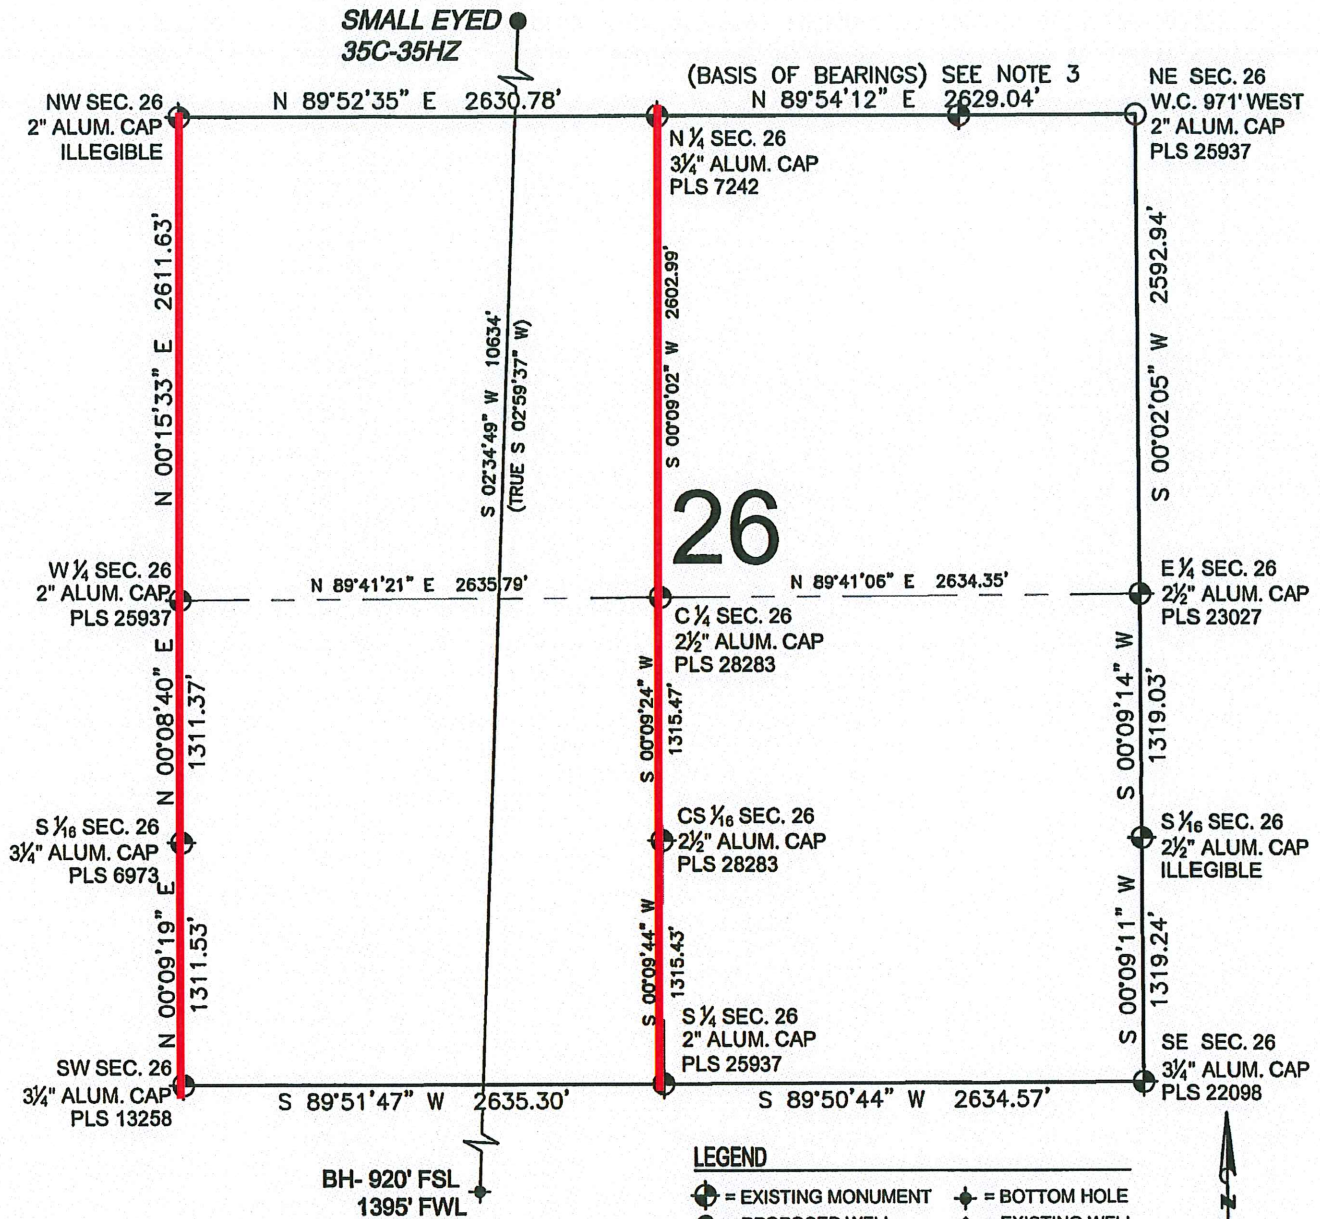 SMALL EYED
35C-35HZ
(BASIS OF BEARINGS) SEE NOTE 3
N 89°52'35" E 2630.78'
N 89°54'12" E 2629.04'
NW SEC. 26
2" ALUM. CAP
ILLEGIBLE
N ¼ SEC. 26
3¼" ALUM. CAP
PLS 7242
NE SEC. 26
W.C. 971' WEST
2" ALUM. CAP
PLS 25937
N 00°15'33" E 2611.63'
S 02°34'49" W 10634'
(TRUE S 02°59'37" W)
S 00°09'02" W 2602.99'
S 00°02'05" W 2592.94'
26
W ¼ SEC. 26
2" ALUM. CAP
PLS 25937
N 89°41'21" E 2635.79'
N 89°41'06" E 2634.35'
C ¼ SEC. 26
2½" ALUM. CAP
PLS 28283
E ¼ SEC. 26
2½" ALUM. CAP
PLS 23027
N 00°08'40" E
1311.37'
S 00°09'24" W
1315.47'
S 00°09'14" W
1319.03'
S 1⁄16 SEC. 26
3¼" ALUM. CAP
PLS 6973
CS 1⁄16 SEC. 26
2½" ALUM. CAP
PLS 28283
S 1⁄16 SEC. 26
2½" ALUM. CAP
ILLEGIBLE
N 00°09'19" E
1311.53'
S 00°09'44" W
1315.43'
S 00°09'11" W
1319.24'
SW SEC. 26
3¼" ALUM. CAP
PLS 13258
S ¼ SEC. 26
2" ALUM. CAP
PLS 25937
SE SEC. 26
3¼" ALUM. CAP
PLS 22098
S 89°51'47" W 2635.30'
S 89°50'44" W 2634.57'
BH- 920' FSL
1395' FWL
LEGEND
= EXISTING MONUMENT
= BOTTOM HOLE
= PROPOSED WELL
= EXISTING WELL
N